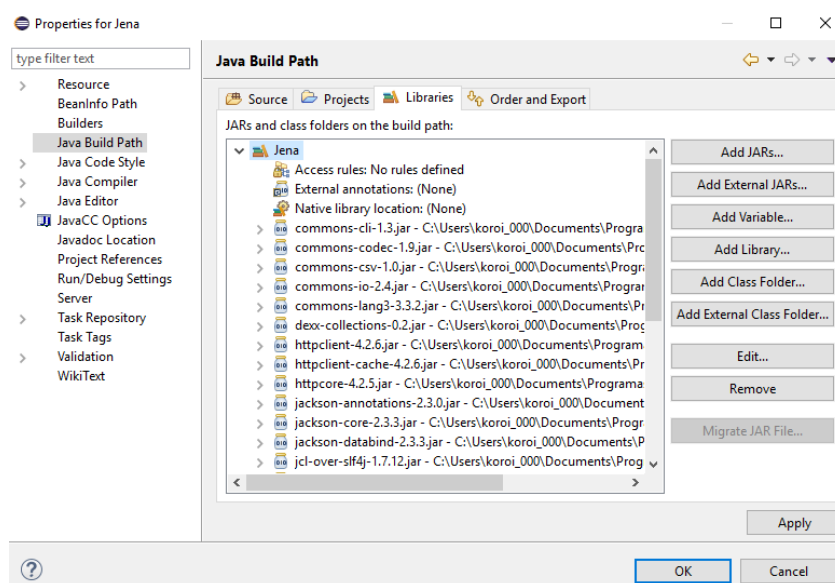 Properties for Jena
type filter text
Resource
BeanInfo Path
Builders
Java Build Path
Java Code Style
Java Compiler
Java Editor
JavaCC Options
Javadoc Location
Project References
Run/Debug Settings
Server
Task Repository
Task Tags
Validation
WikiText
Java Build Path
Source Projects Libraries Order and Export
JARs and class folders on the build path:
Jena
Access rules: No rules defined
External annotations: (None)
Native library location: (None)
commons-cli-1.3.jar - C:\Users\koroi_000\Documents\Progra
commons-codec-1.9.jar - C:\Users\koroi_000\Documents\Prc
commons-csv-1.0.jar - C:\Users\koroi_000\Documents\Progra
commons-io-2.4.jar - C:\Users\koroi_000\Documents\Program
commons-lang3-3.3.2.jar - C:\Users\koroi_000\Documents\Pr
dexx-collections-0.2.jar - C:\Users\koroi_000\Documents\Prog
httpclient-4.2.6.jar - C:\Users\koroi_000\Documents\Programa
httpclient-cache-4.2.6.jar - C:\Users\koroi_000\Documents\P
httpcore-4.2.5.jar - C:\Users\koroi_000\Documents\Programa
jackson-annotations-2.3.0.jar - C:\Users\koroi_000\Document
jackson-core-2.3.3.jar - C:\Users\koroi_000\Documents\Progr
jackson-databind-2.3.3.jar - C:\Users\koroi_000\Documents\P
jcl-over-slf4j-1.7.12.jar - C:\Users\koroi_000\Documents\Prog
Add JARs...
Add External JARs...
Add Variable...
Add Library...
Add Class Folder...
Add External Class Folder...
Edit...
Remove
Migrate JAR File...
Apply
OK
Cancel